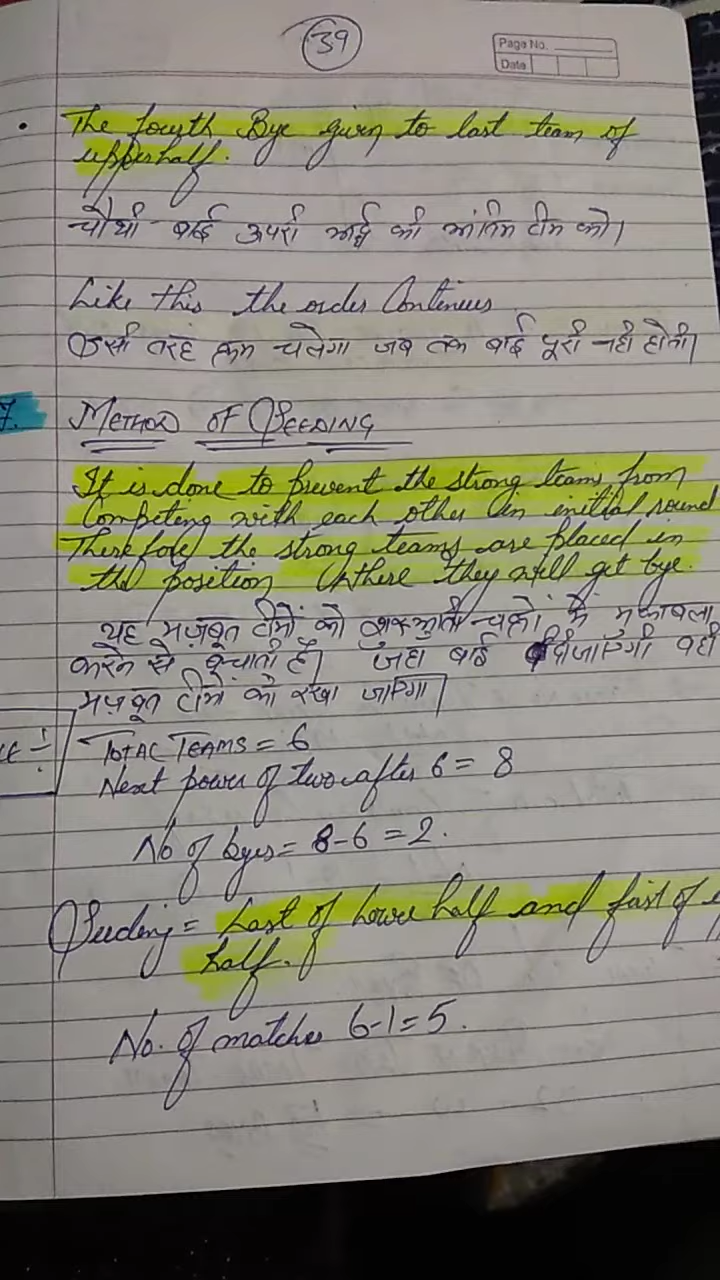 39
Page No.
Date
• The fourth Bye given to last team of
upper half.
चौथी बाई ऊपरी की अंतिम टीम को।
Like this the order Continues
इसी तरह क्रम चलेगा जब तक बाई पूरी नही होती।
7. METHOD OF SEEDING
It is done to prevent the strong teams from
Competing with each other in initial round
Therefore the strong teams are placed in
the position Where they will get bye.
यह मज़बूत टीमों को शुरूआती चक्रो में मुकाबला
करने से बचाती है। जहा बाई दी जाएगी वही
मज़बूत टीमों को रखा जाएगा।
TOTAL TEAMS = 6
Next power of two after 6 = 8
No of byes = 8-6 = 2.
Seeding = Last of Lower half and first of
half.
No. of matches 6-1=5.